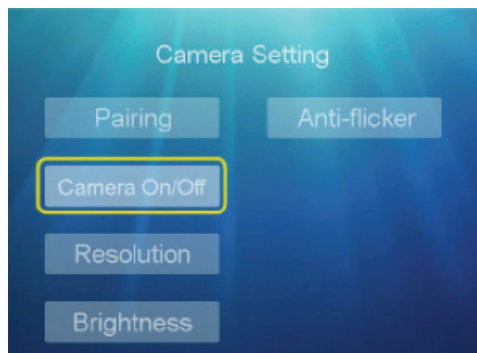 Camera Setting
Pairing
Anti-flicker
Camera On/Off
Resolution
Brightness